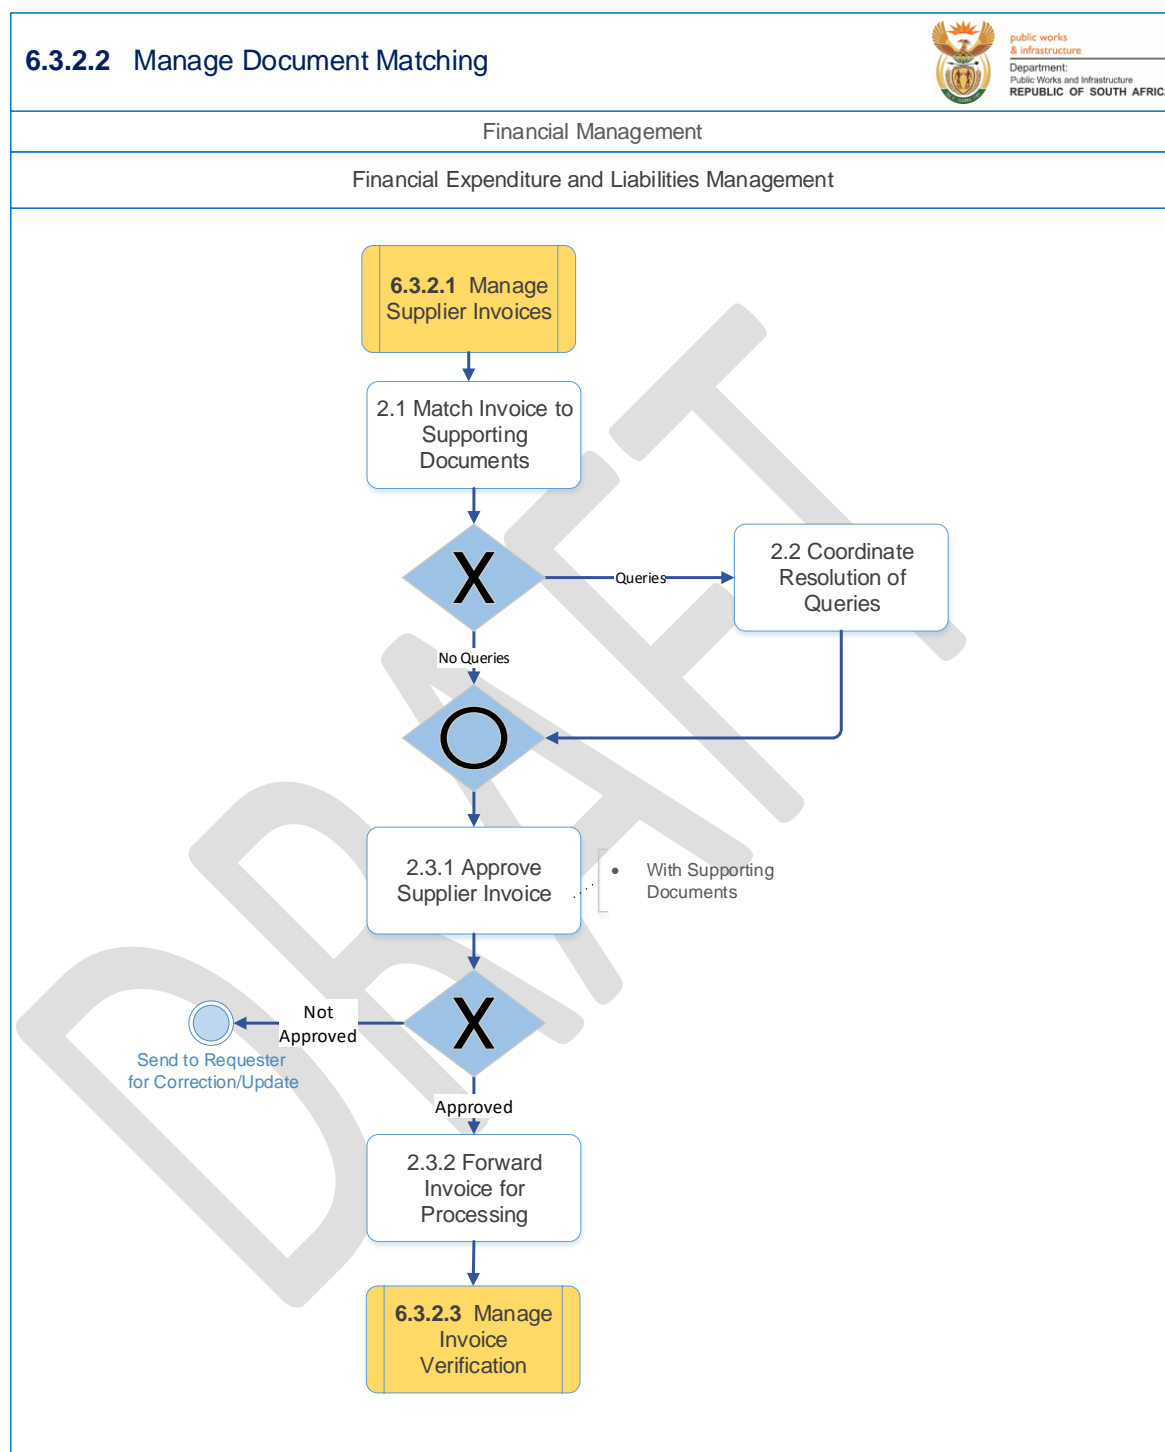 6.3.2.2 Manage Document Matching
public works
& infrastructure
Department:
Public Works and Infrastructure
REPUBLIC OF SOUTH AFRICA
Financial Management
Financial Expenditure and Liabilities Management
6.3.2.1 Manage
Supplier Invoices
2.1 Match Invoice to
Supporting
Documents
X
Queries
2.2 Coordinate
Resolution of
Queries
No Queries
2.3.1 Approve
Supplier Invoice
• With Supporting
Documents
X
Not
Approved
Send to Requester
for Correction/Update
Approved
2.3.2 Forward
Invoice for
Processing
6.3.2.3 Manage
Invoice
Verification
DRAFT